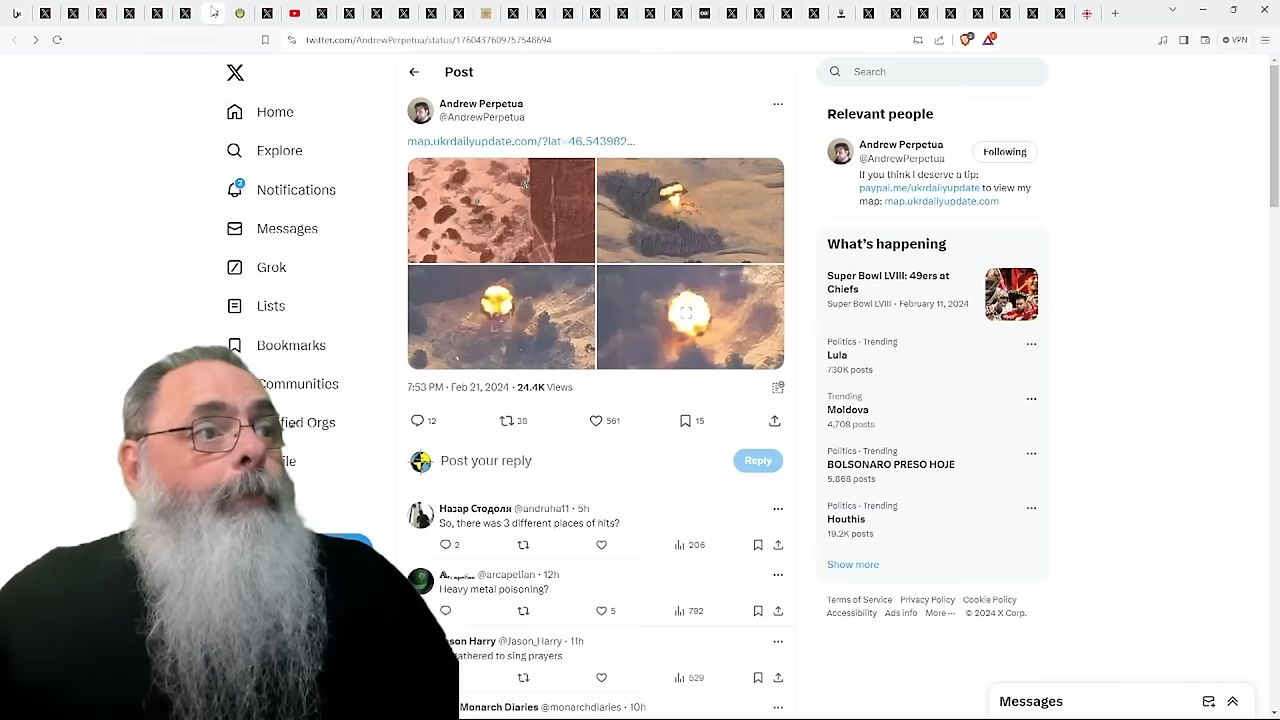 twitter.com/AndrewPerpetua/status/1760437609757548694
VPN
Home
Explore
2
Notifications
Messages
Grok
Lists
Bookmarks
ommunities
fied Orgs
file
Post
Andrew Perpetua
@AndrewPerpetua
map.ukrdailyupdate.com/?lat=46.543982...
7:53 PM · Feb 21, 2024 · 24.4K Views
12
38
561
15
Post your reply
Reply
Назар Стодоля @andruha11 · 5h
So, there was 3 different places of hits?
2
206
@arcapelian · 12h
Heavy metal poisoning?
5
792
son Harry @Jason_Harry · 11h
gathered to sing prayers
529
Monarch Diaries @monarchdiaries · 10h
Search
Relevant people
Andrew Perpetua
@AndrewPerpetua
Following
If you think I deserve a tip:
paypal.me/ukrdailyupdate to view my
map: map.ukrdailyupdate.com
What's happening
Super Bowl LVIII: 49ers at
Chiefs
Super Bowl LVIII · February 11, 2024
Politics · Trending
Lula
730K posts
Trending
Moldova
4,708 posts
Politics · Trending
BOLSONARO PRESO HOJE
5,868 posts
Politics · Trending
Houthis
19.2K posts
Show more
Terms of Service Privacy Policy Cookie Policy
Accessibility Ads info More ··· © 2024 X Corp.
Messages